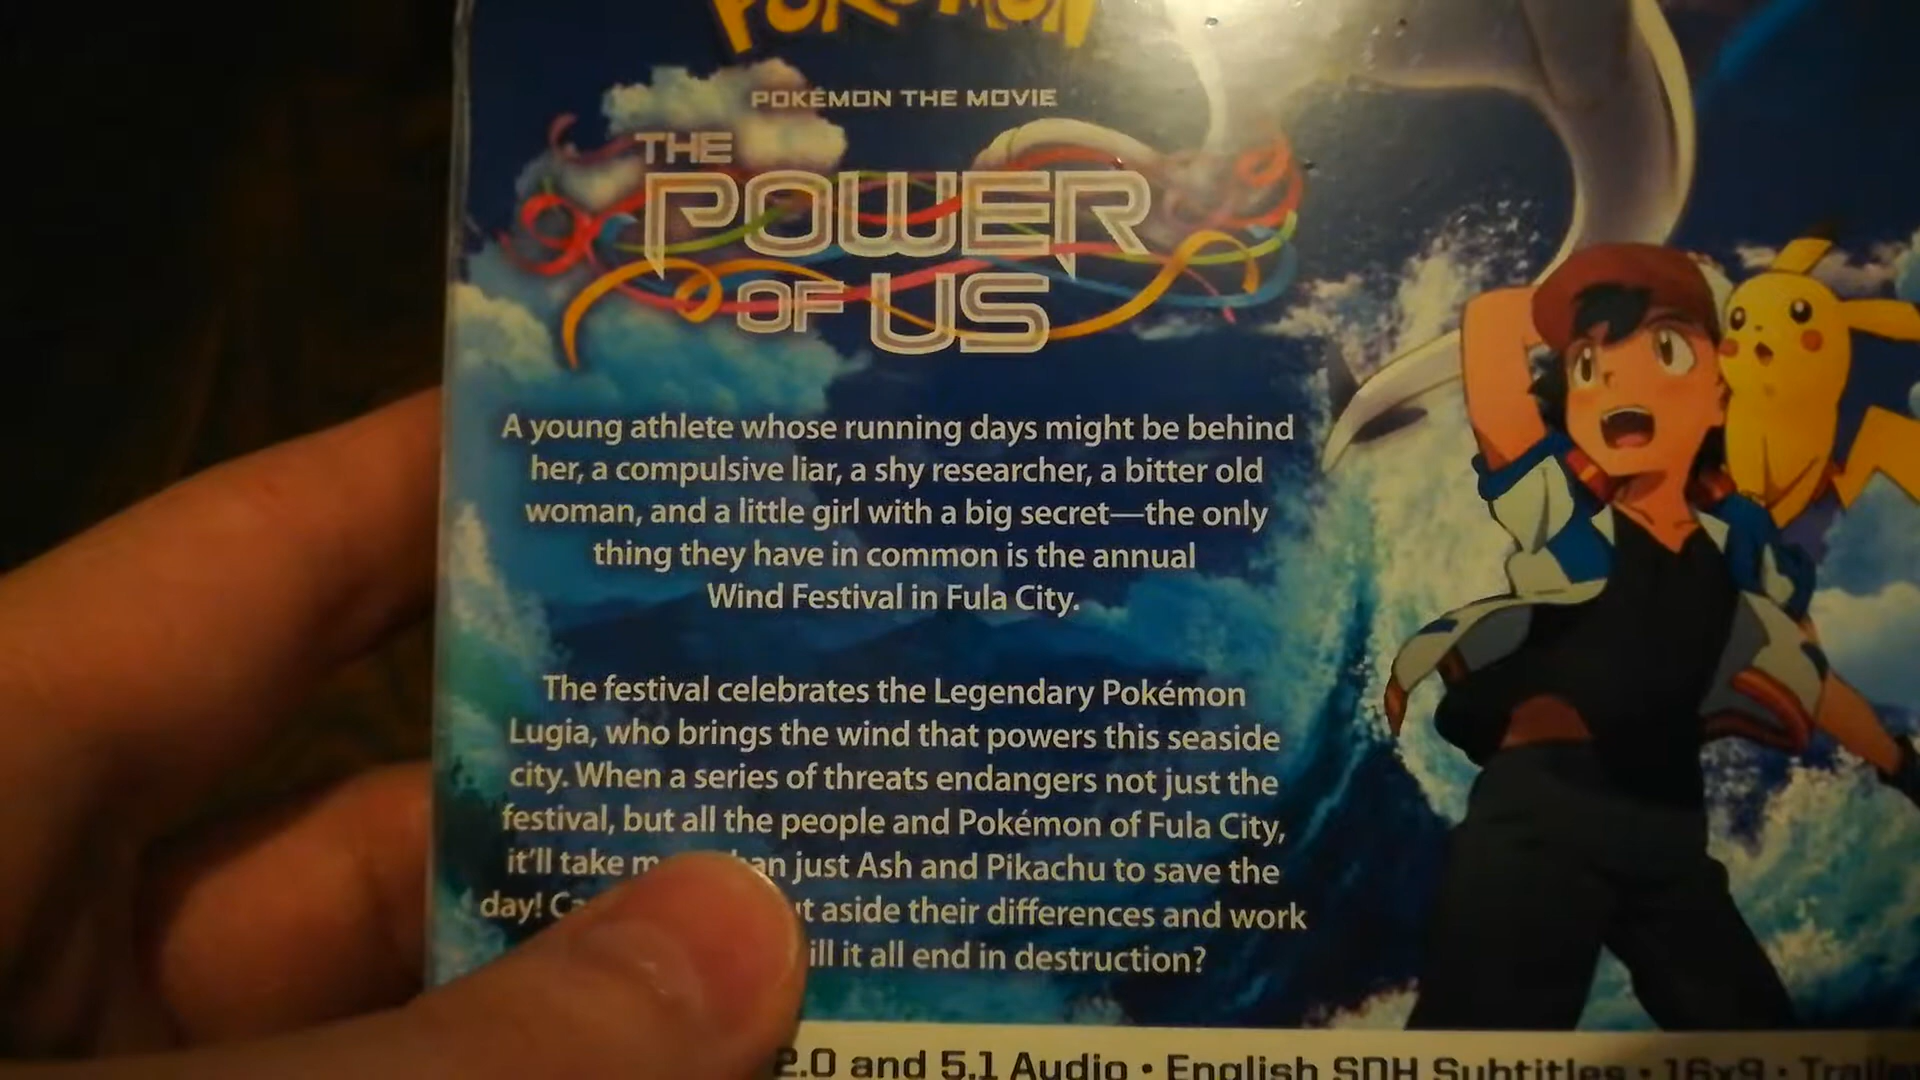 POKÉMON
POKÉMON THE MOVIE
THE
POWER
OF US
A young athlete whose running days might be behind
her, a compulsive liar, a shy researcher, a bitter old
woman, and a little girl with a big secret—the only
thing they have in common is the annual
Wind Festival in Fula City.
The festival celebrates the Legendary Pokémon
Lugia, who brings the wind that powers this seaside
city. When a series of threats endangers not just the
festival, but all the people and Pokémon of Fula City,
it'll take just Ash and Pikachu to save the
day! aside their differences and work
it all end in destruction?
2.0 and 5.1 Audio • English SDH Subtitles • 16x9 •